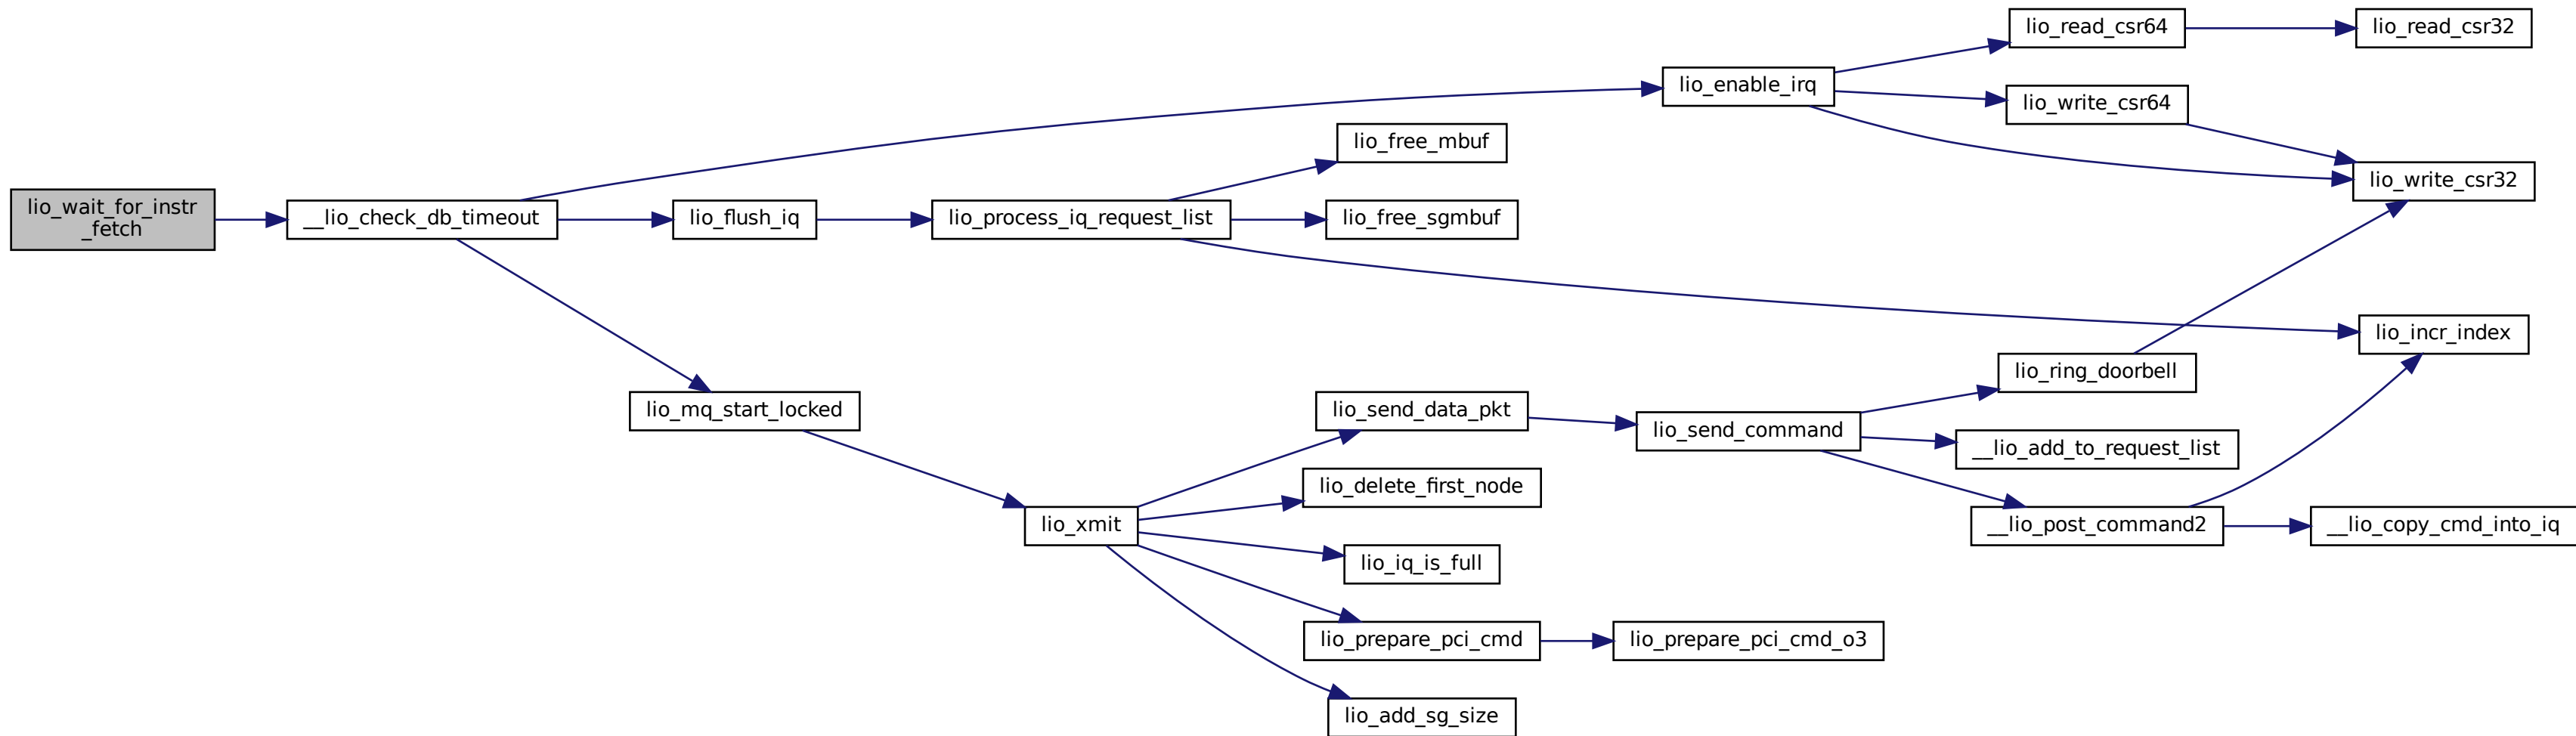 lio_wait_for_instr
_fetch
__lio_check_db_timeout
lio_enable_irq
lio_read_csr64
lio_read_csr32
lio_write_csr64
lio_write_csr32
lio_flush_iq
lio_process_iq_request_list
lio_free_mbuf
lio_free_sgmbuf
lio_incr_index
lio_mq_start_locked
lio_xmit
lio_send_data_pkt
lio_send_command
lio_ring_doorbell
__lio_add_to_request_list
__lio_post_command2
__lio_copy_cmd_into_iq
lio_delete_first_node
lio_iq_is_full
lio_prepare_pci_cmd
lio_prepare_pci_cmd_o3
lio_add_sg_size